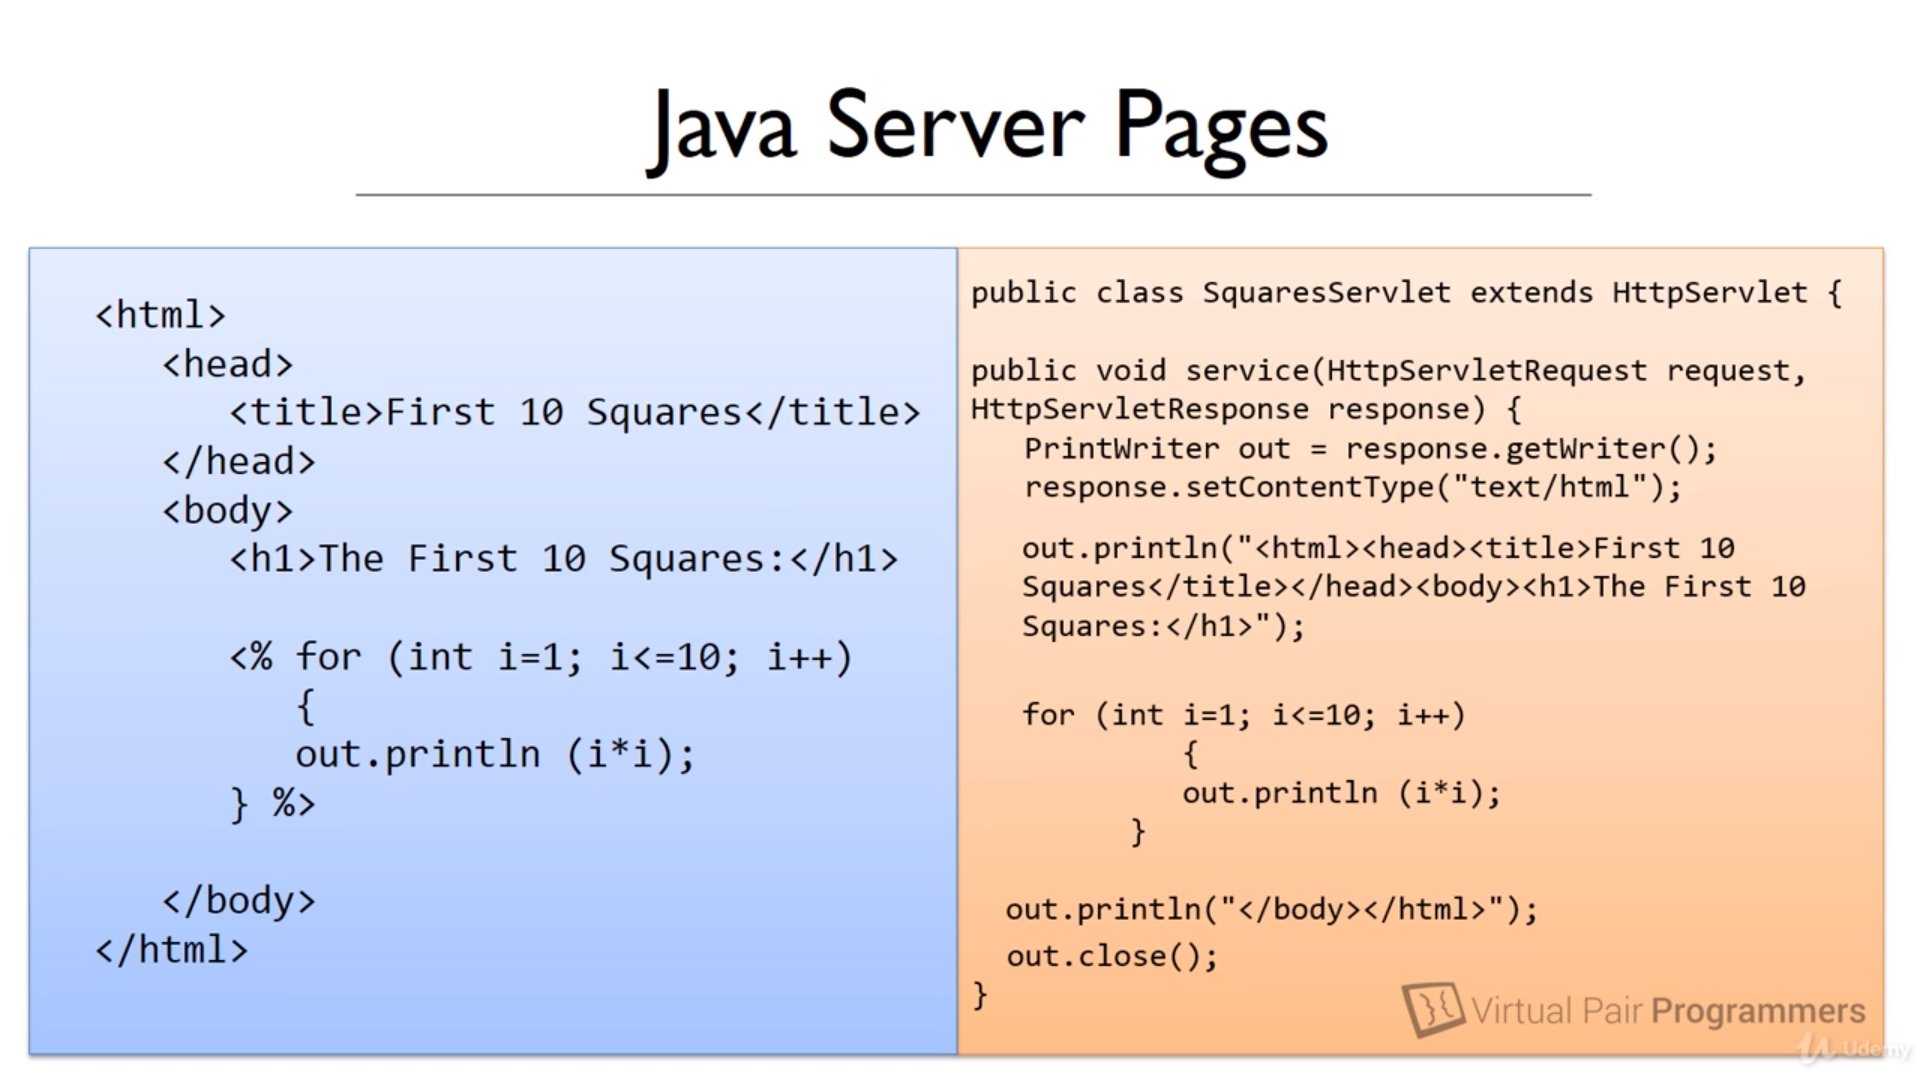 Java Server Pages
<html>
<head>
<title>First 10 Squares</title>
</head>
<body>
<h1>The First 10 Squares:</h1>
<% for (int i=1; i<=10; i++)
{
out.println (i*i);
} %>
</body>
</html>
public class SquaresServlet extends HttpServlet {
public void service(HttpServletRequest request,
HttpServletResponse response) {
PrintWriter out = response.getWriter();
response.setContentType("text/html");
out.println("<html><head><title>First 10
Squares</title></head><body><h1>The First 10
Squares:</h1>");
for (int i=1; i<=10; i++)
{
out.println (i*i);
}
out.println("</body></html>");
out.close();
}
Virtual Pair Programmers
Udemy